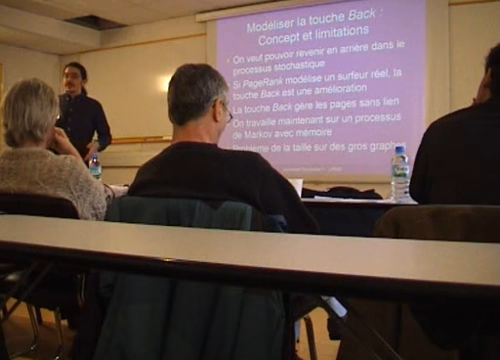 Modéliser la touche Back :
Concept et limitations
On veut pouvoir revenir en arrière dans le
processus stochastique
Si PageRank modélise un surfeur réel, la
touche Back est une amélioration
La touche Back gère les pages sans lien
On travaille maintenant sur un processus
de Markov avec mémoire
Problème de la taille sur des gros graph